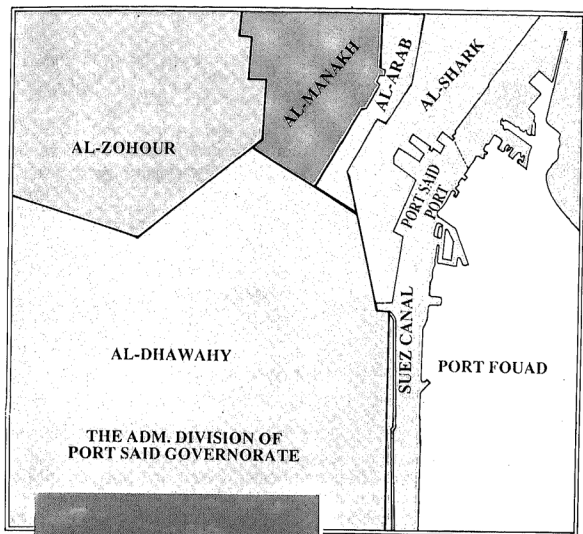 AL-ZOHOUR
AL-MANAKH
AL-ARAB
AL-SHARK
PORT SAID
PORT
SUEZ CANAL
AL-DHAWAHY
PORT FOUAD
THE ADM. DIVISION OF
PORT SAID GOVERNORATE